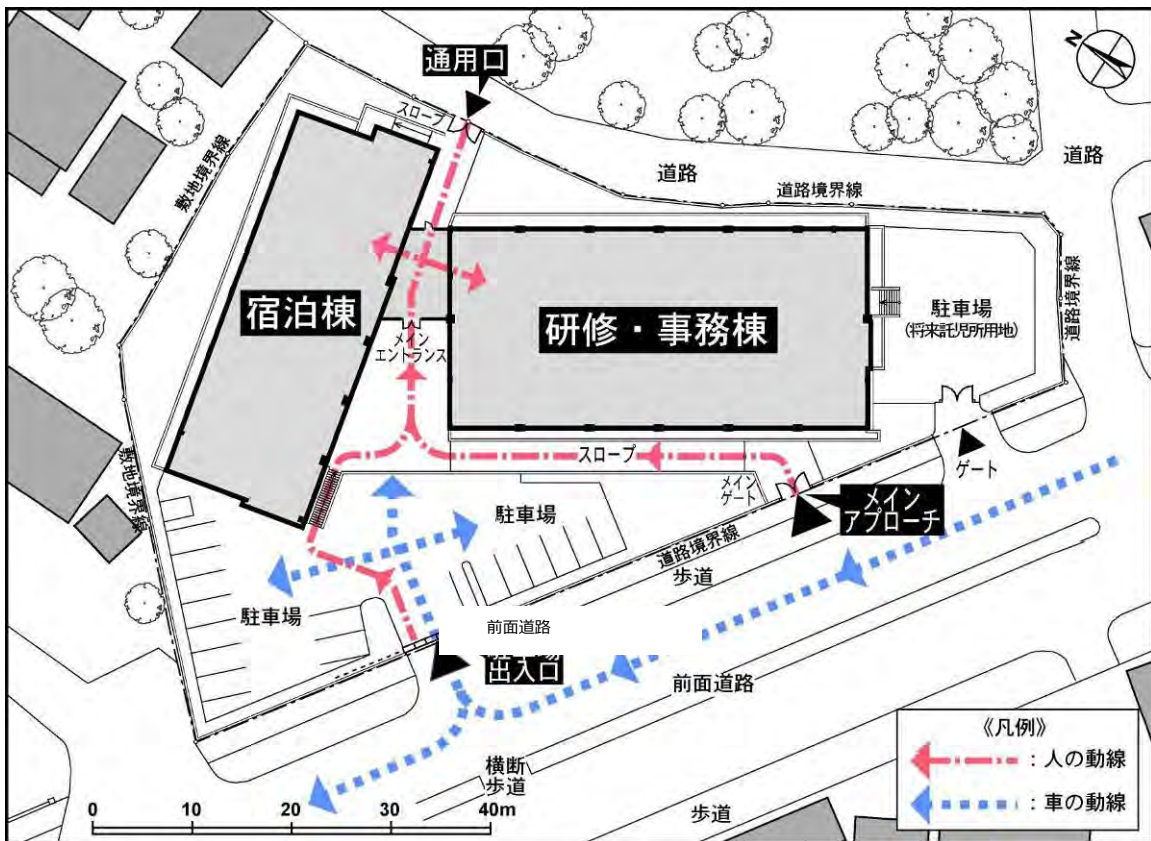 通用口
N
スロープ
道路
敷地境界線
道路
道路境界線
道路境界線
宿泊棟
研修・事務棟
駐車場
(将来託児所用地)
メイン
エントランス
スロープ
ゲート
メイン
ゲート
メイン
アプローチ
敷地境界線
駐車場
道路境界線
歩道
駐車場
前面道路
出入口
前面道路
《凡例》
:人の動線
:車の動線
横断
歩道
歩道
0 10 20 30 40m